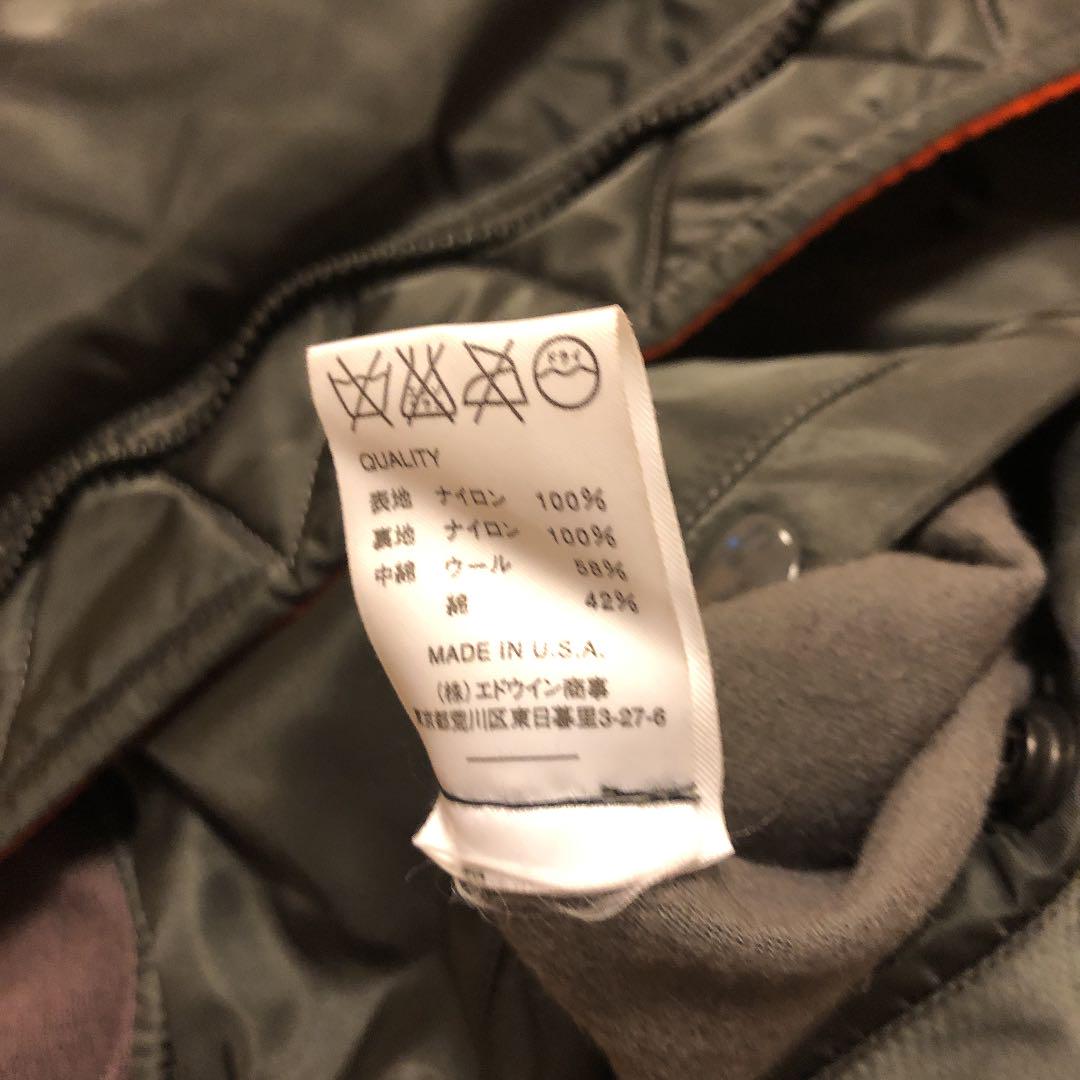 QUALITY
表地 ナイロン 100%
裏地 ナイロン 100%
中綿 ウール 58%
綿 42%
MADE IN U.S.A.
(株)エドウイン商事
東京都荒川区東日暮里3-27-6